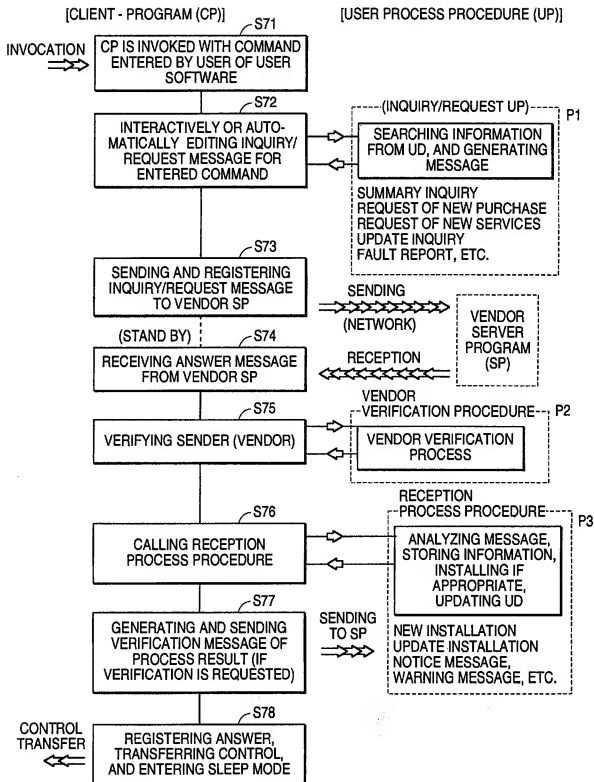 [CLIENT - PROGRAM (CP)]
[USER PROCESS PROCEDURE (UP)]
INVOCATION
S71
CP IS INVOKED WITH COMMAND
ENTERED BY USER OF USER
SOFTWARE
S72
INTERACTIVELY OR AUTO-
MATICALLY EDITING INQUIRY/
REQUEST MESSAGE FOR
ENTERED COMMAND
(INQUIRY/REQUEST UP)
P1
SEARCHING INFORMATION
FROM UD, AND GENERATING
MESSAGE
SUMMARY INQUIRY
REQUEST OF NEW PURCHASE
REQUEST OF NEW SERVICES
UPDATE INQUIRY
FAULT REPORT, ETC.
S73
SENDING AND REGISTERING
INQUIRY/REQUEST MESSAGE
TO VENDOR SP
SENDING
(NETWORK)
VENDOR
SERVER
PROGRAM
(SP)
(STAND BY)
S74
RECEIVING ANSWER MESSAGE
FROM VENDOR SP
RECEPTION
S75
VERIFYING SENDER (VENDOR)
VENDOR
VERIFICATION PROCEDURE
P2
VENDOR VERIFICATION
PROCESS
S76
CALLING RECEPTION
PROCESS PROCEDURE
RECEPTION
PROCESS PROCEDURE
P3
ANALYZING MESSAGE,
STORING INFORMATION,
INSTALLING IF
APPROPRIATE,
UPDATING UD
NEW INSTALLATION
UPDATE INSTALLATION
NOTICE MESSAGE,
WARNING MESSAGE, ETC.
S77
GENERATING AND SENDING
VERIFICATION MESSAGE OF
PROCESS RESULT (IF
VERIFICATION IS REQUESTED)
SENDING
TO SP
S78
REGISTERING ANSWER,
TRANSFERRING CONTROL,
AND ENTERING SLEEP MODE
CONTROL
TRANSFER